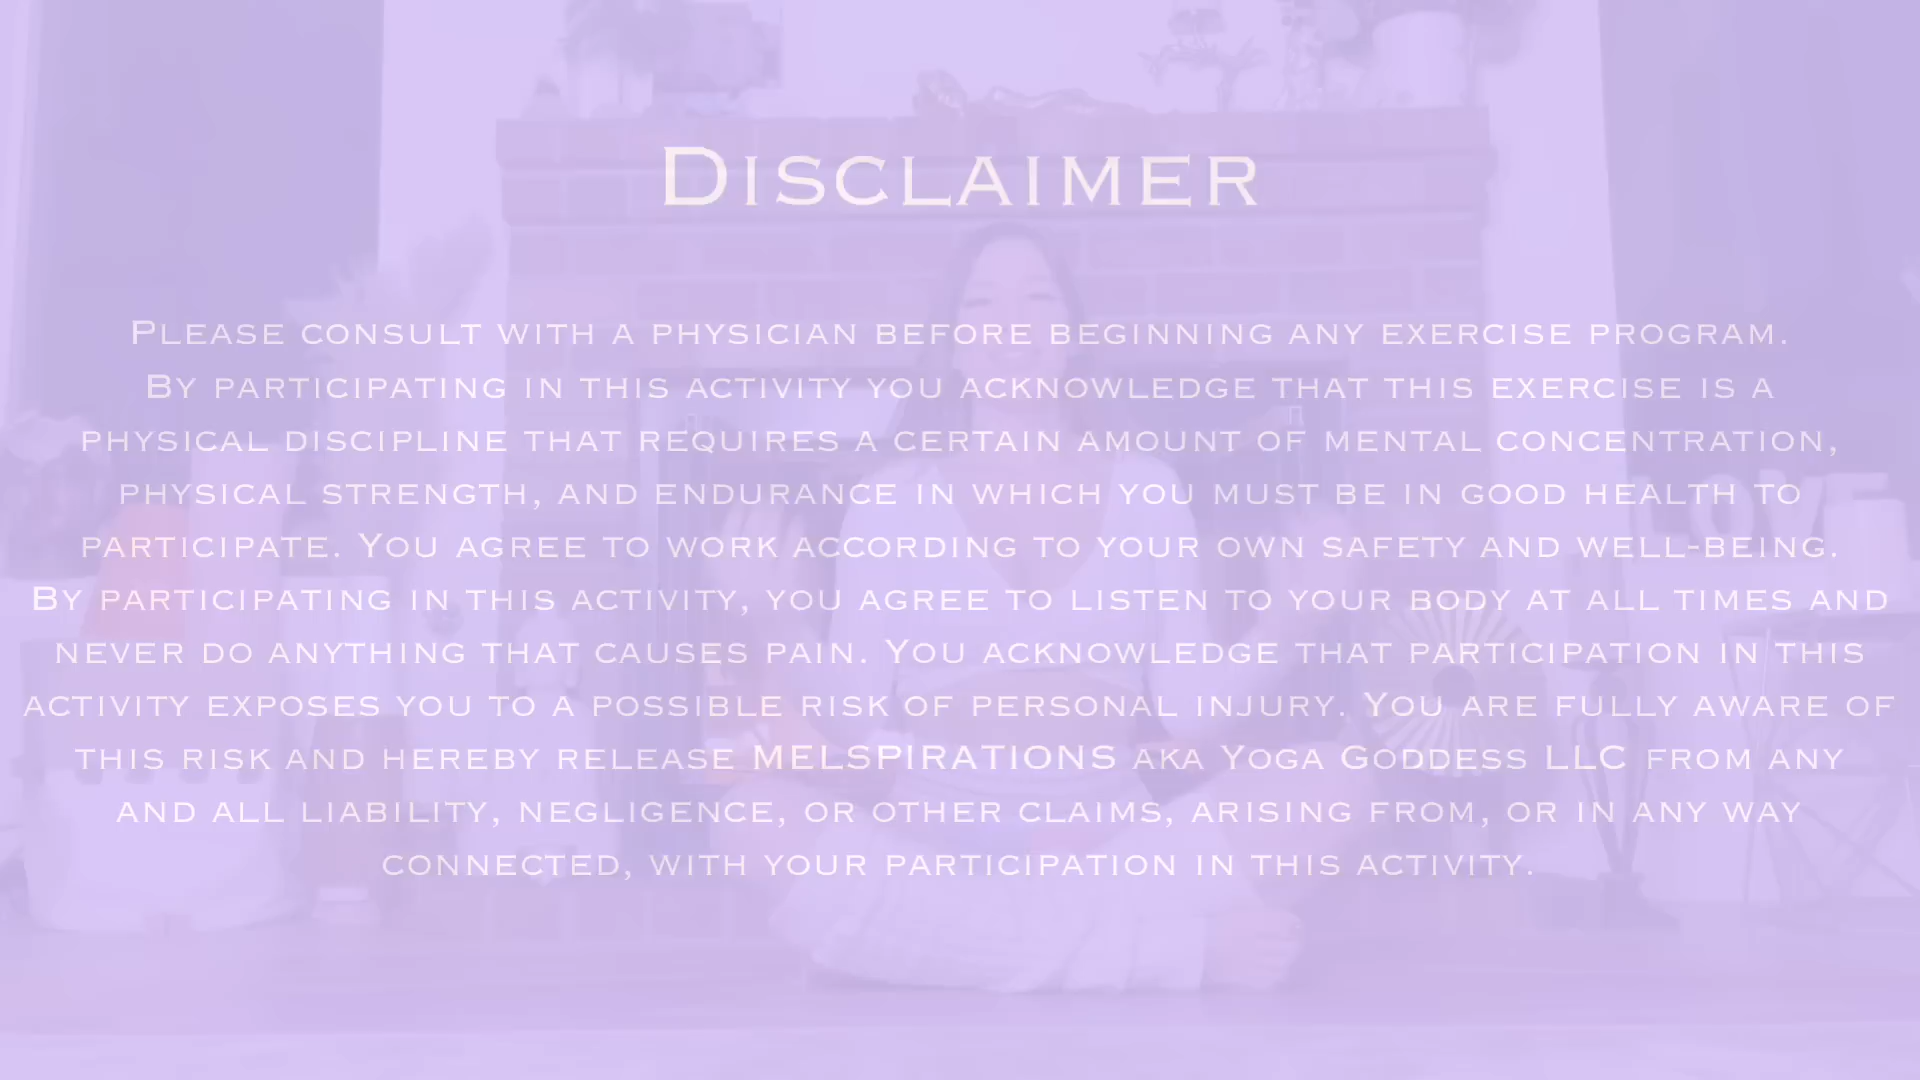 Disclaimer
Please consult with a physician before beginning any exercise program.
By participating in this activity you acknowledge that this exercise is a
physical discipline that requires a certain amount of mental concentration,
physical strength, and endurance in which you must be in good health to
participate. You agree to work according to your own safety and well-being.
By participating in this activity, you agree to listen to your body at all times and
never do anything that causes pain. You acknowledge that participation in this
activity exposes you to a possible risk of personal injury. You are fully aware of
this risk and hereby release MELSPIRATIONS aka Yoga Goddess LLC from any
and all liability, negligence, or other claims, arising from, or in any way
connected, with your participation in this activity.
LOVE